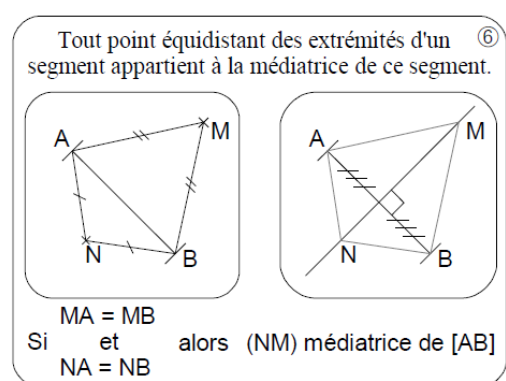 Tout point équidistant des extrémités d'un ⑥
segment appartient à la médiatrice de ce segment.
A M
N B
A M
N B
MA = MB
Si et alors (NM) médiatrice de [AB]
NA = NB